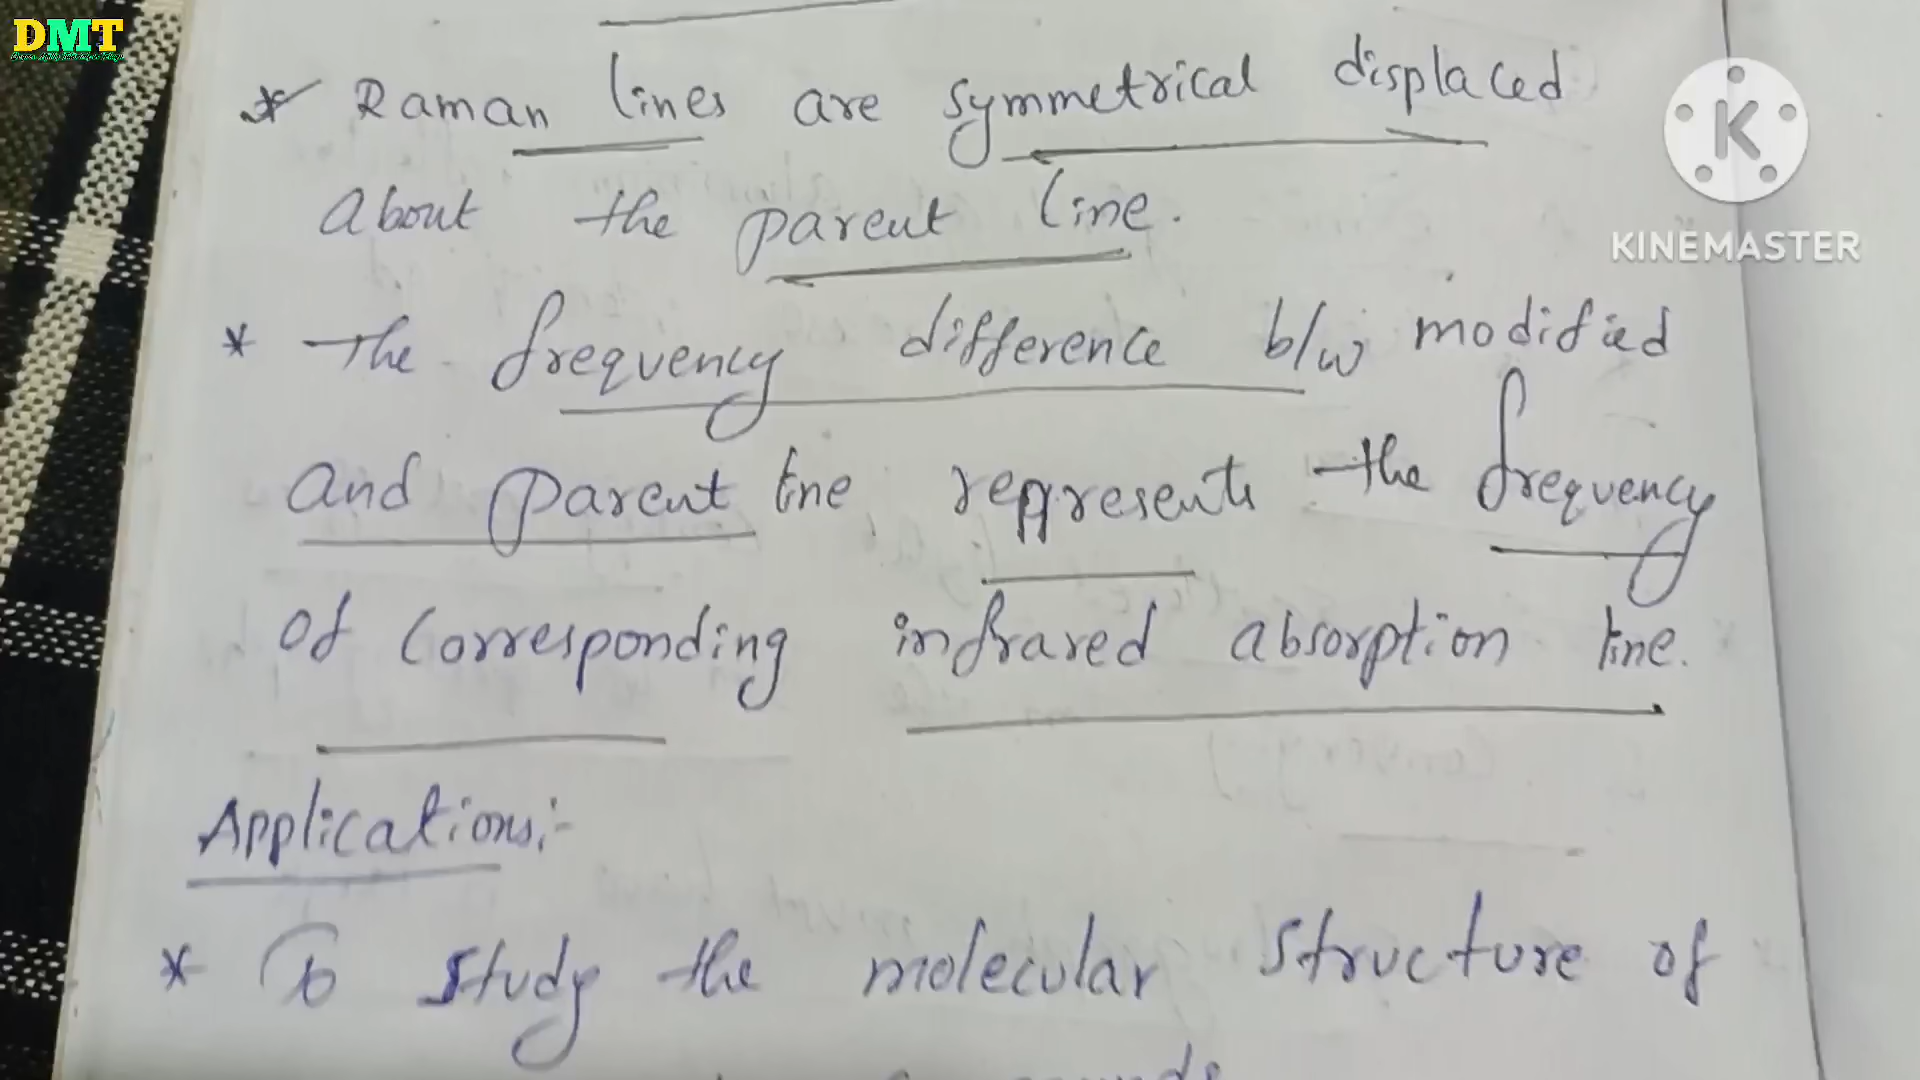 DMT
* Raman lines are symmetrical displaced
About the parent line.
KINEMASTER
* The frequency difference b/w modified
and parent line represents the frequency
of corresponding infrared absorption line.
Applications:-
* To study the molecular structure of